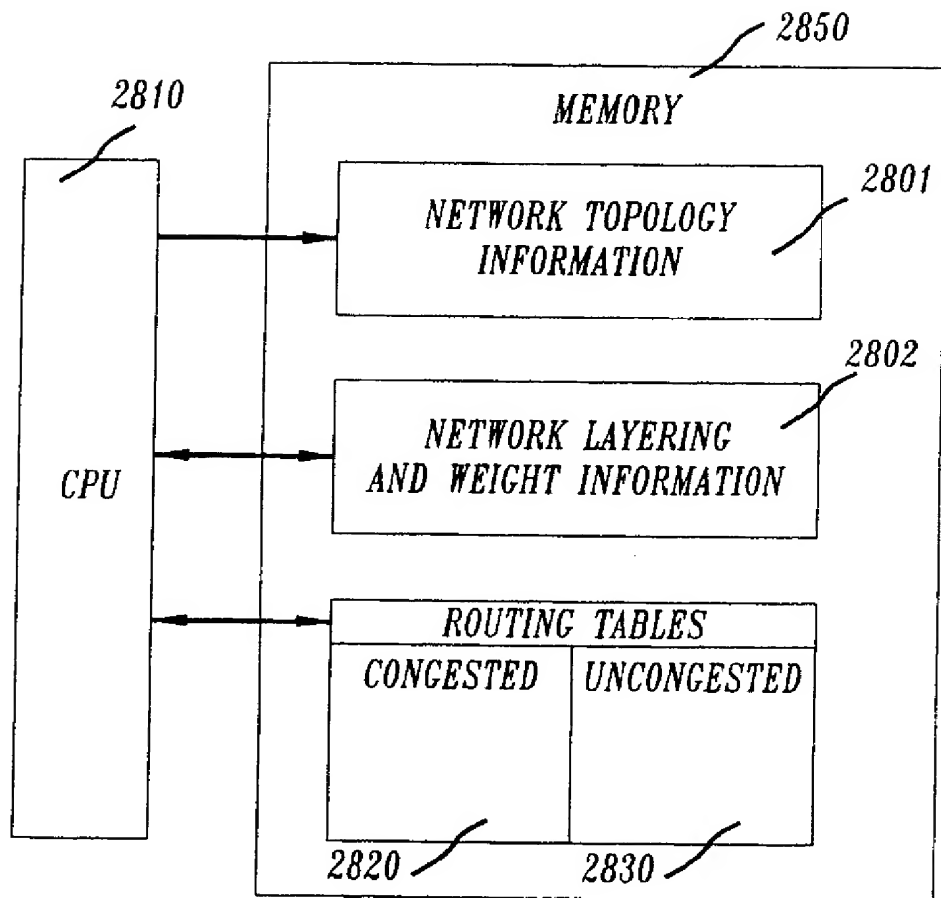 2850
2810
MEMORY
2801
NETWORK TOPOLOGY
INFORMATION
2802
NETWORK LAYERING
AND WEIGHT INFORMATION
CPU
ROUTING TABLES
CONGESTED
UNCONGESTED
2820
2830